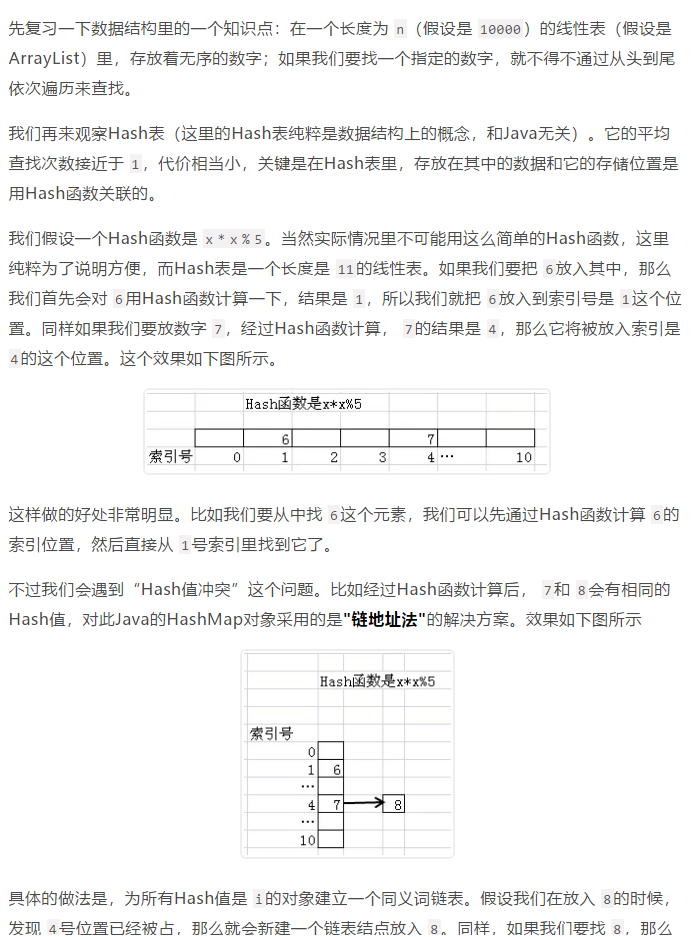 先复习一下数据结构里的一个知识点：在一个长度为 n（假设是 10000）的线性表（假设是
ArrayList）里，存放着无序的数字；如果我们要找一个指定的数字，就不得不通过从头到尾
依次遍历来查找。
我们再来观察Hash表（这里的Hash表纯粹是数据结构上的概念，和Java无关）。它的平均
查找次数接近于 1，代价相当小，关键是在Hash表里，存放在其中的数据和它的存储位置是
用Hash函数关联的。
我们假设一个Hash函数是 x * x % 5。当然实际情况里不可能用这么简单的Hash函数，这里
纯粹为了说明方便，而Hash表是一个长度是 11的线性表。如果我们要把 6放入其中，那么
我们首先会对 6用Hash函数计算一下，结果是 1，所以我们就把 6放入到索引号是 1这个位
置。同样如果我们要放数字 7，经过Hash函数计算， 7的结果是 4，那么它将被放入索引是
4的这个位置。这个效果如下图所示。
Hash函数是x*x%5
6 7
索引号 0 1 2 3 4 … 10
这样做的好处非常明显。比如我们要从中找 6这个元素，我们可以先通过Hash函数计算 6的
索引位置，然后直接从 1号索引里找到它了。
不过我们会遇到“Hash值冲突”这个问题。比如经过Hash函数计算后， 7和 8会有相同的
Hash值，对此Java的HashMap对象采用的是"链地址法"的解决方案。效果如下图所示
Hash函数是x*x%5
索引号
0
1 6
…
4 7 8
…
10
具体的做法是，为所有Hash值是 i的对象建立一个同义词链表。假设我们在放入 8的时候，
发现 4号位置已经被占，那么就会新建一个链表结点放入 8。同样，如果我们要找 8，那么